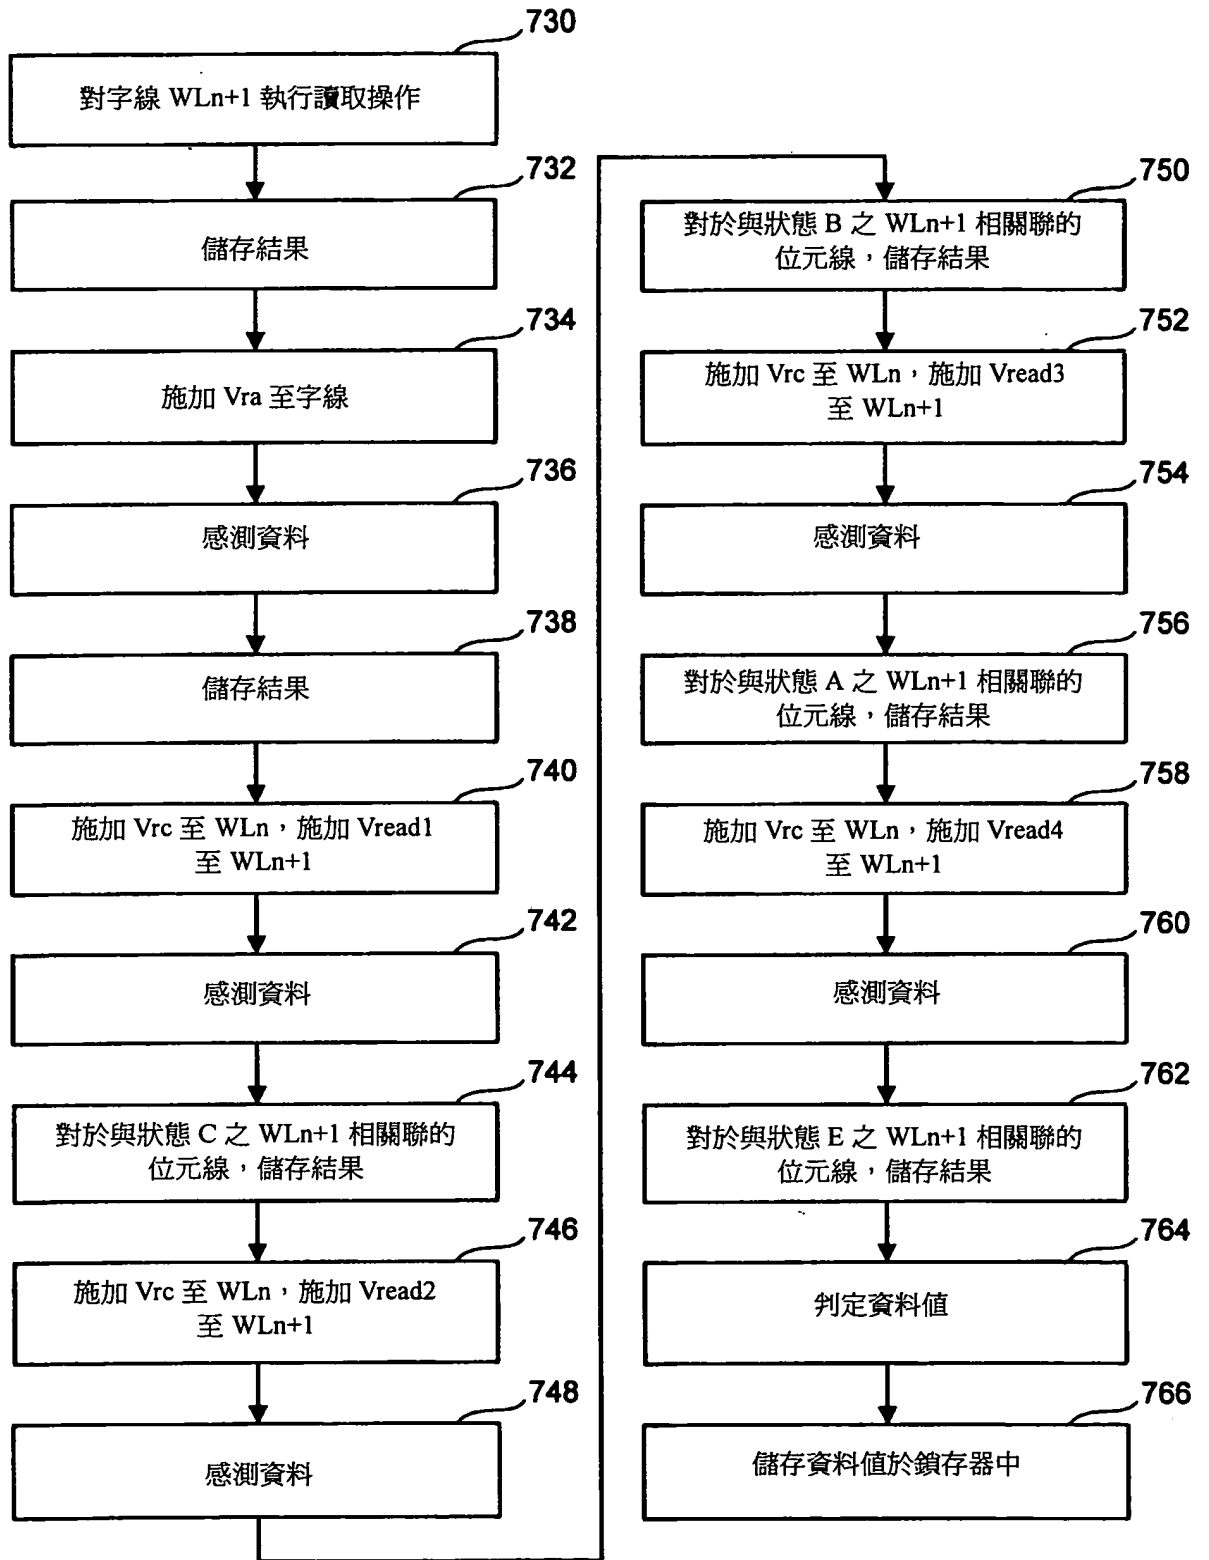 730
對字線 WLn+1 執行讀取操作
732
儲存結果
734
施加 Vra 至字線
736
感測資料
738
儲存結果
740
施加 Vrc 至 WLn，施加 Vread1
至 WLn+1
742
感測資料
744
對於與狀態 C 之 WLn+1 相關聯的
位元線，儲存結果
746
施加 Vrc 至 WLn，施加 Vread2
至 WLn+1
748
感測資料
750
對於與狀態 B 之 WLn+1 相關聯的
位元線，儲存結果
752
施加 Vrc 至 WLn，施加 Vread3
至 WLn+1
754
感測資料
756
對於與狀態 A 之 WLn+1 相關聯的
位元線，儲存結果
758
施加 Vrc 至 WLn，施加 Vread4
至 WLn+1
760
感測資料
762
對於與狀態 E 之 WLn+1 相關聯的
位元線，儲存結果
764
判定資料值
766
儲存資料值於鎖存器中